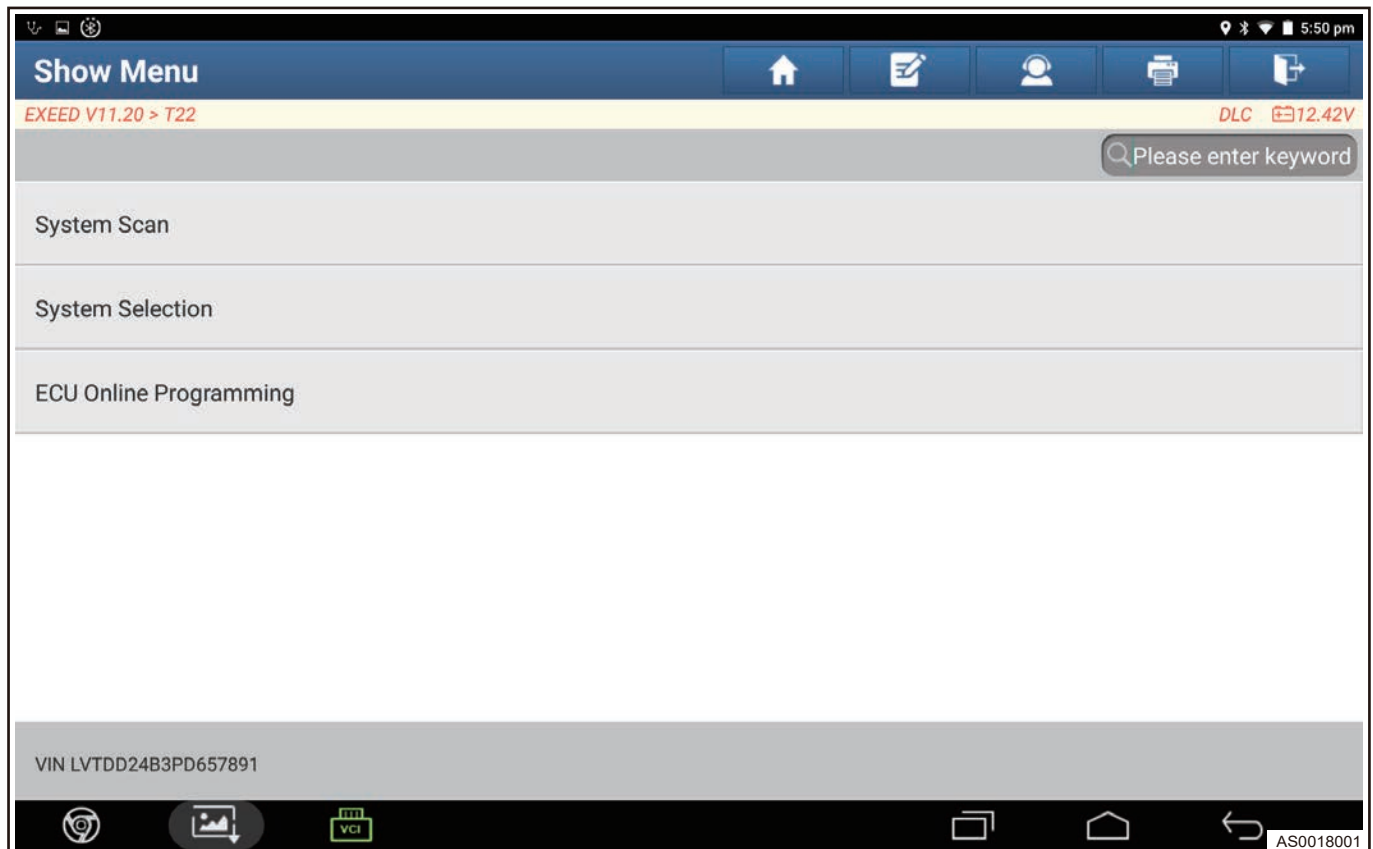 5:50 pm
Show Menu
EXEED V11.20 > T22
DLC 12.42V
Please enter keyword
System Scan
System Selection
ECU Online Programming
VIN LVTDD24B3PD657891
VCI
AS0018001